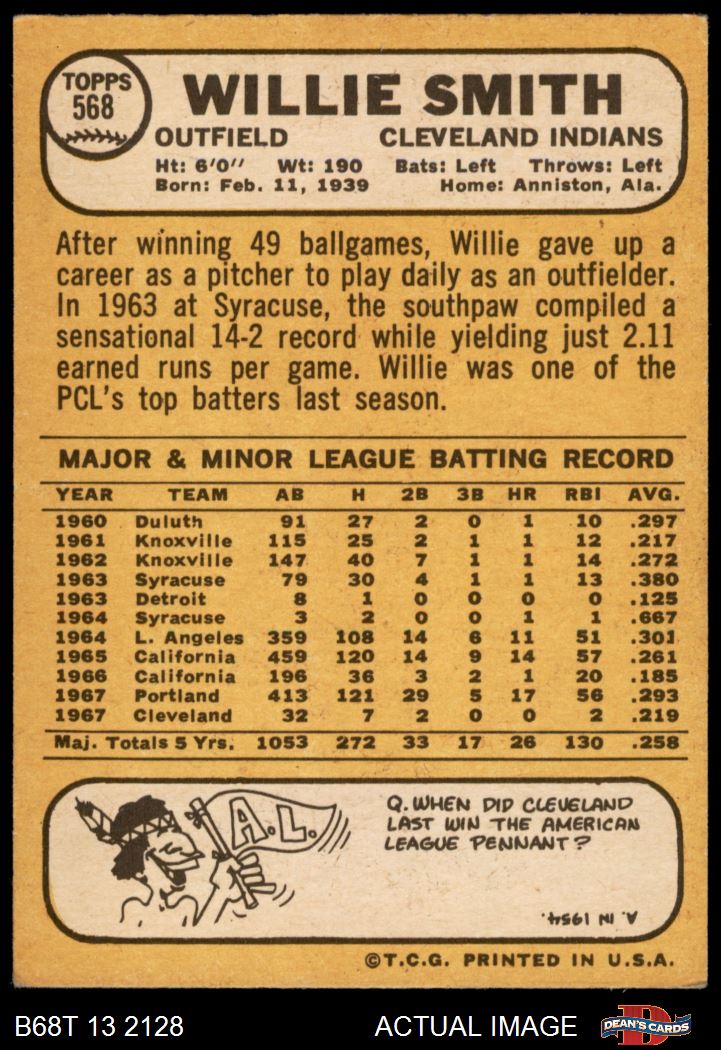 TOPPS
568
WILLIE SMITH
OUTFIELD CLEVELAND INDIANS
Ht: 6'0" Wt: 190 Bats: Left Throws: Left
Born: Feb. 11, 1939 Home: Anniston, Ala.
After winning 49 ballgames, Willie gave up a
career as a pitcher to play daily as an outfielder.
In 1963 at Syracuse, the southpaw compiled a
sensational 14-2 record while yielding just 2.11
earned runs per game. Willie was one of the
PCL's top batters last season.
MAJOR & MINOR LEAGUE BATTING RECORD
YEAR TEAM AB H 2B 3B HR RBI AVG.
1960 Duluth 91 27 2 0 1 10 .297
1961 Knoxville 115 25 2 1 1 12 .217
1962 Knoxville 147 40 7 1 1 14 .272
1963 Syracuse 79 30 4 1 1 13 .380
1963 Detroit 8 1 0 0 0 0 .125
1964 Syracuse 3 2 0 0 1 1 .667
1964 L. Angeles 359 108 14 6 11 51 .301
1965 California 459 120 14 9 14 57 .261
1966 California 196 36 3 2 1 20 .185
1967 Portland 413 121 29 5 17 56 .293
1967 Cleveland 32 7 2 0 0 2 .219
Maj. Totals 5 Yrs. 1053 272 33 17 26 130 .258
A.L.
Q. WHEN DID CLEVELAND
LAST WIN THE AMERICAN
LEAGUE PENNANT?
A. IN 1954.
©T.C.G. PRINTED IN U.S.A.
B68T 13 2128 ACTUAL IMAGE D DEAN'S CARDS